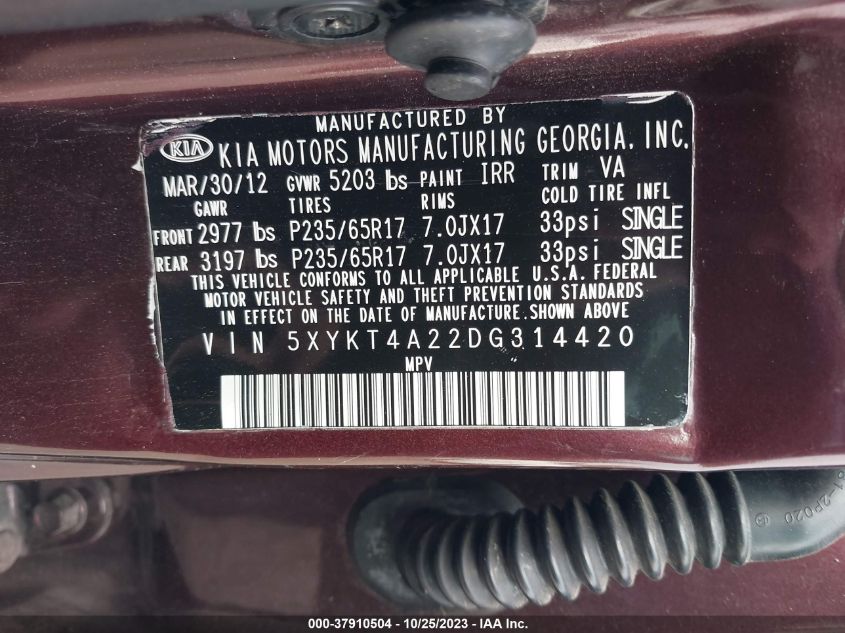 MANUFACTURED BY
KIA KIA MOTORS MANUFACTURING GEORGIA, INC.
MAR/30/12 GVWR 5203 lbs PAINT IRR TRIM VA
GAWR TIRES RIMS COLD TIRE INFL
FRONT 2977 lbs P235/65R17 7.0JX17 33psi SINGLE
REAR 3197 lbs P235/65R17 7.0JX17 33psi SINGLE
THIS VEHICLE CONFORMS TO ALL APPLICABLE U.S.A. FEDERAL
MOTOR VEHICLE SAFETY AND THEFT PREVENTION STANDARDS
IN EFFECT ON THE DATE OF MANUFACTURE SHOWN ABOVE
VIN 5XYKT4A22DG314420
MPV
1-2P020
000-37910504 - 10/25/2023 - IAA Inc.